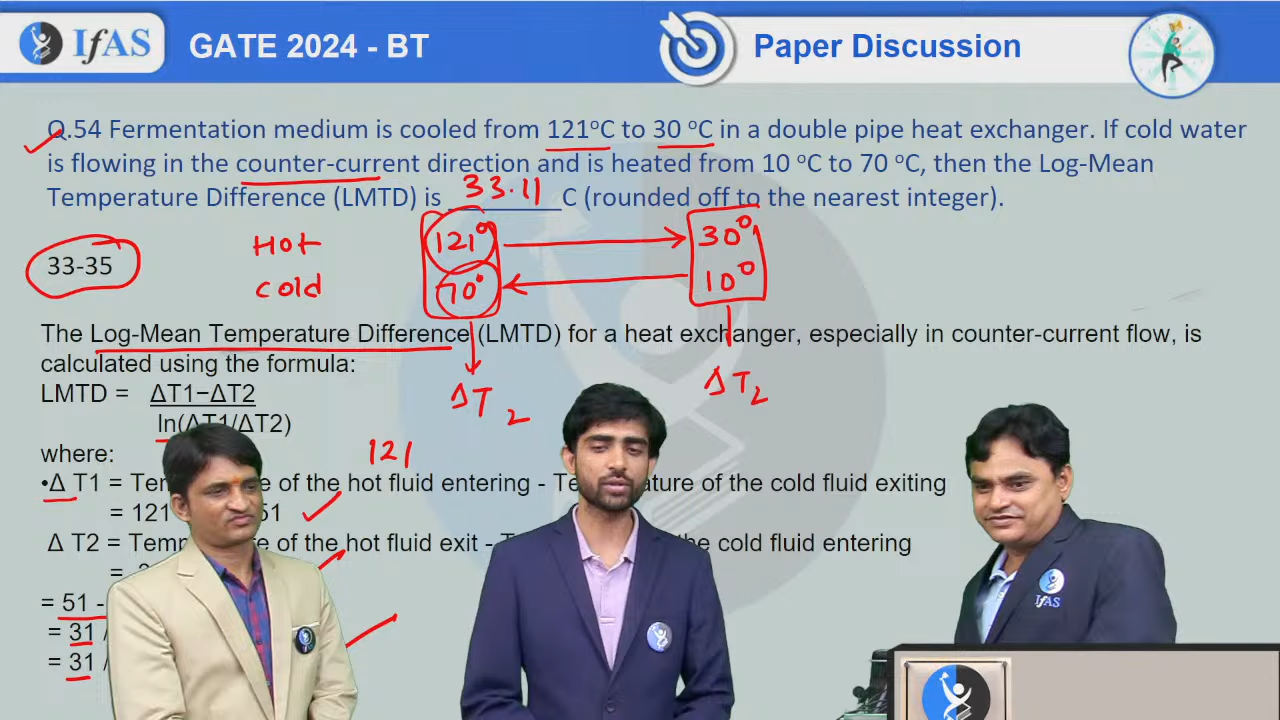 IfAS GATE 2024 - BT Paper Discussion
Q.54 Fermentation medium is cooled from 121°C to 30 °C in a double pipe heat exchanger. If cold water
is flowing in the counter-current direction and is heated from 10 °C to 70 °C, then the Log-Mean
Temperature Difference (LMTD) is 33.11 C (rounded off to the nearest integer).
33-35
Hot 121° 30°
cold 70° 10°
The Log-Mean Temperature Difference (LMTD) for a heat exchanger, especially in counter-current flow, is
calculated using the formula:
LMTD = ΔT1−ΔT2
ln(ΔT1/ΔT2)
ΔT2 ΔT2
where:
121
•Δ T1 = of the hot fluid entering - of the cold fluid exiting
= 121 51
Δ T2 = of the hot fluid exit - the cold fluid entering
=
= 51 -
= 31 /
= 31 /
IfAS